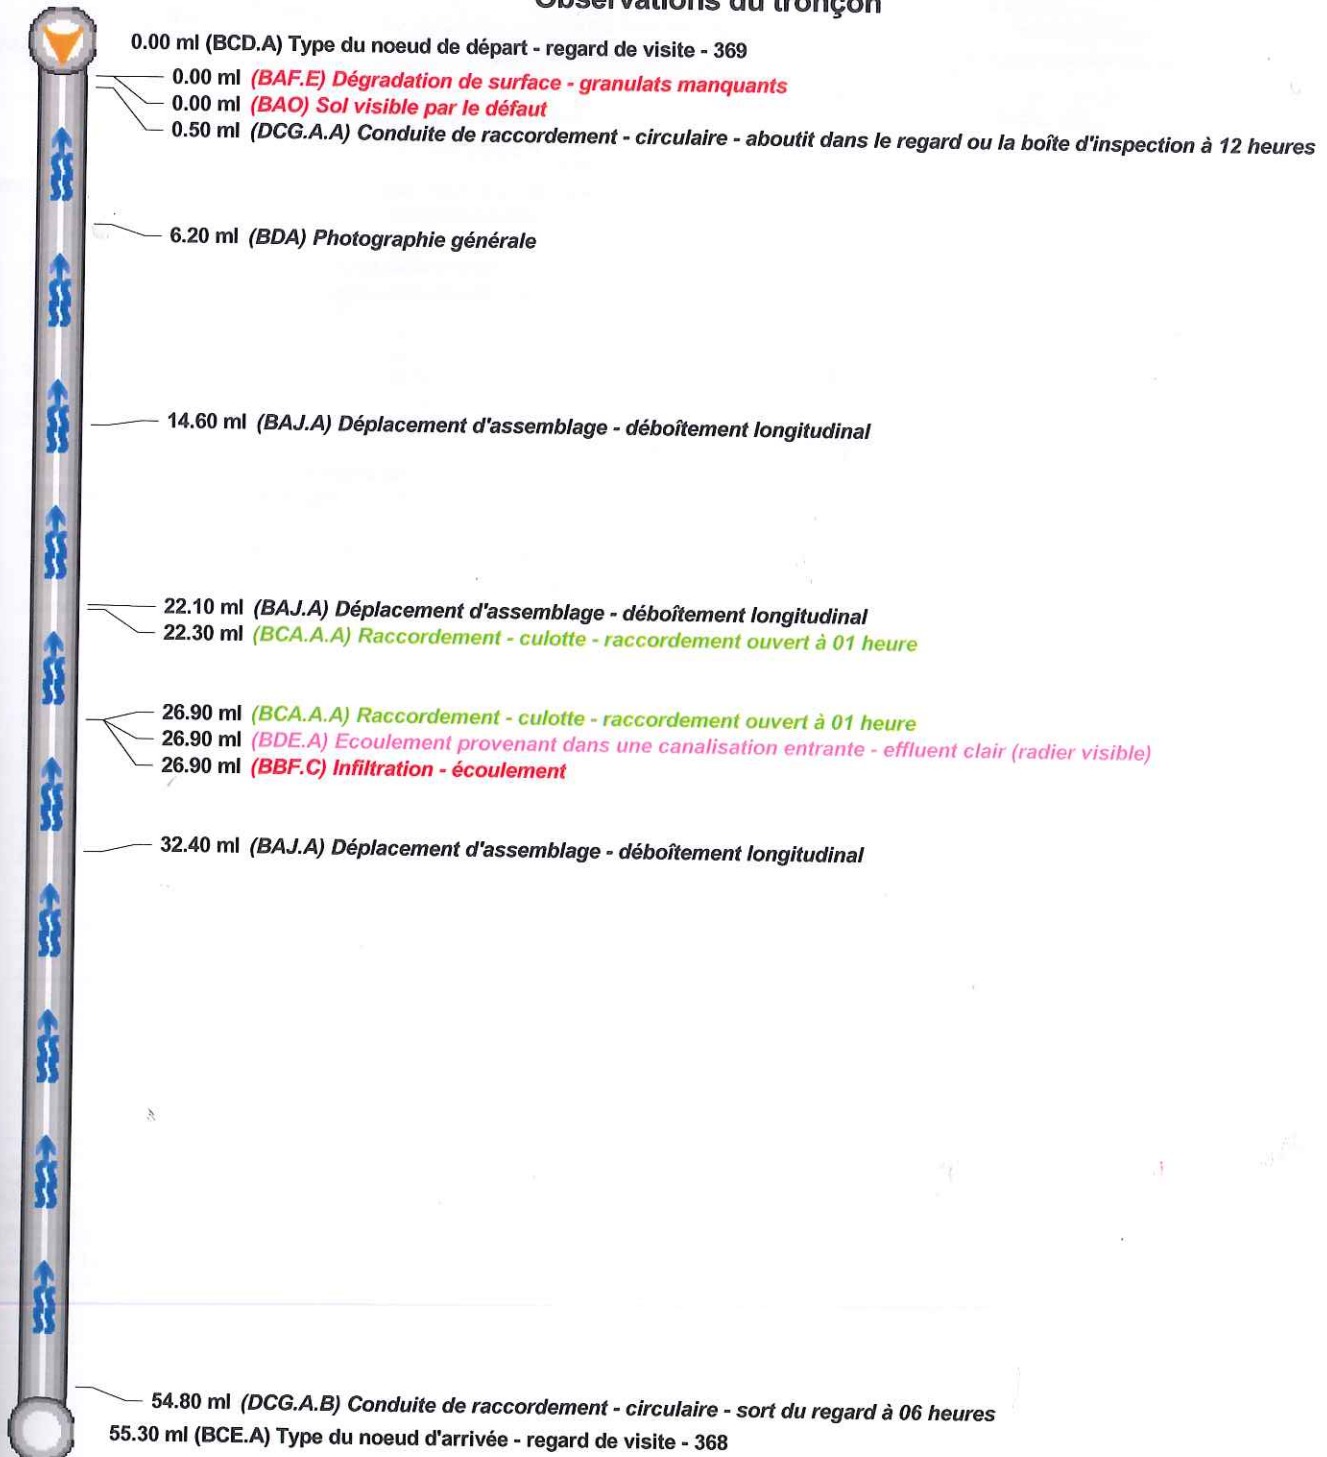 Observations du tronçon
0.00 ml (BCD.A) Type du noeud de départ - regard de visite - 369
0.00 ml (BAF.E) Dégradation de surface - granulats manquants
0.00 ml (BAO) Sol visible par le défaut
0.50 ml (DCG.A.A) Conduite de raccordement - circulaire - aboutit dans le regard ou la boîte d'inspection à 12 heures
6.20 ml (BDA) Photographie générale
14.60 ml (BAJ.A) Déplacement d'assemblage - déboîtement longitudinal
22.10 ml (BAJ.A) Déplacement d'assemblage - déboîtement longitudinal
22.30 ml (BCA.A.A) Raccordement - culotte - raccordement ouvert à 01 heure
26.90 ml (BCA.A.A) Raccordement - culotte - raccordement ouvert à 01 heure
26.90 ml (BDE.A) Ecoulement provenant dans une canalisation entrante - effluent clair (radier visible)
26.90 ml (BBF.C) Infiltration - écoulement
32.40 ml (BAJ.A) Déplacement d'assemblage - déboîtement longitudinal
54.80 ml (DCG.A.B) Conduite de raccordement - circulaire - sort du regard à 06 heures
55.30 ml (BCE.A) Type du noeud d'arrivée - regard de visite - 368